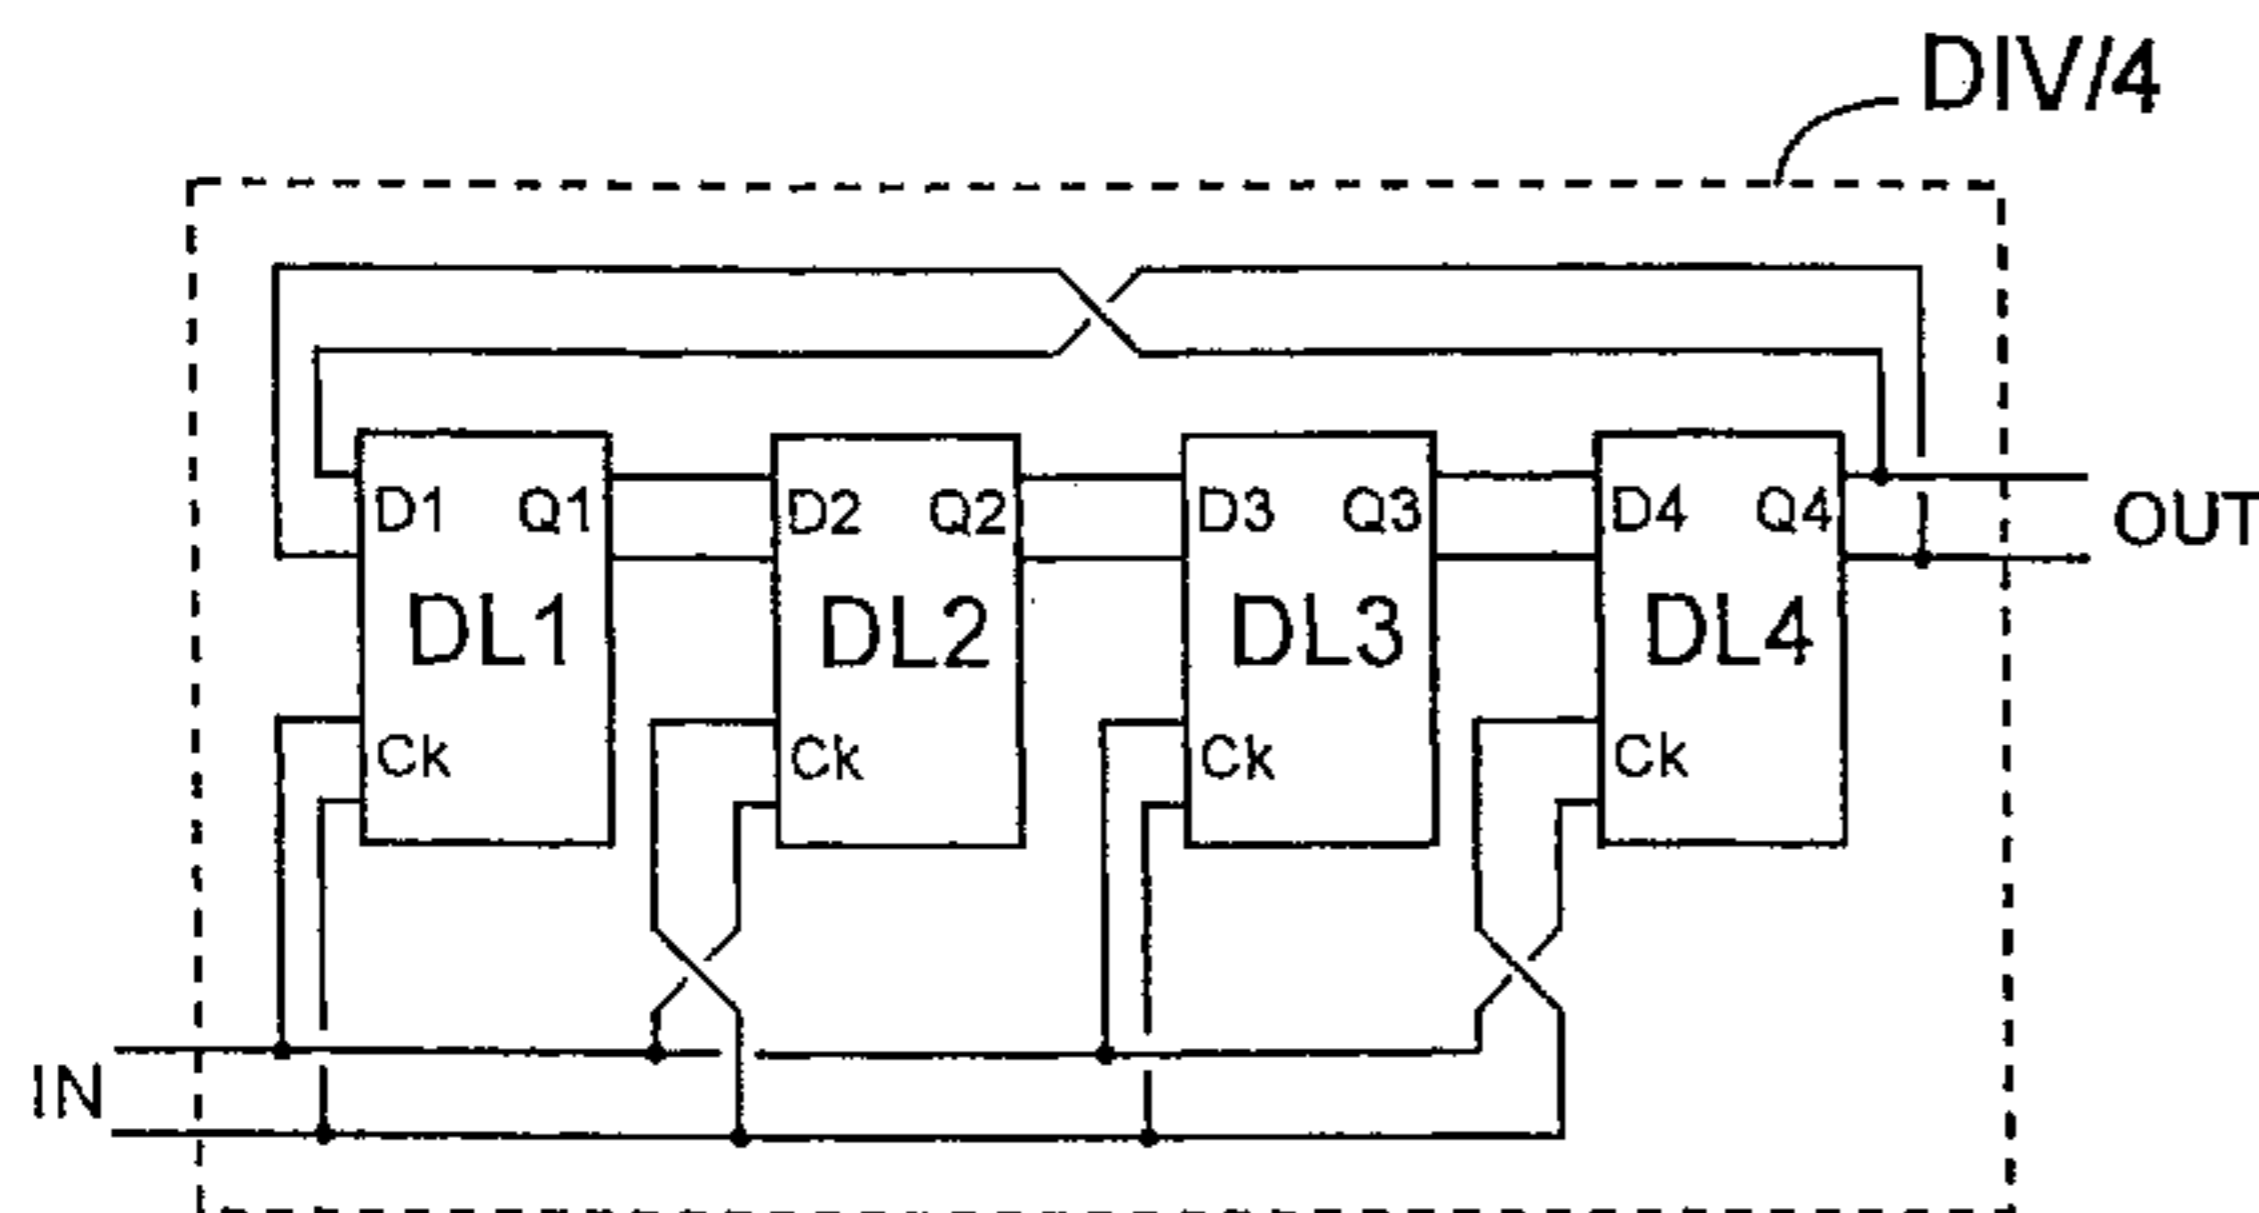 DIV/4
D1 Q1 D2 Q2 D3 Q3 D4 Q4
OUT
DL1 DL2 DL3 DL4
Ck Ck Ck Ck
IN